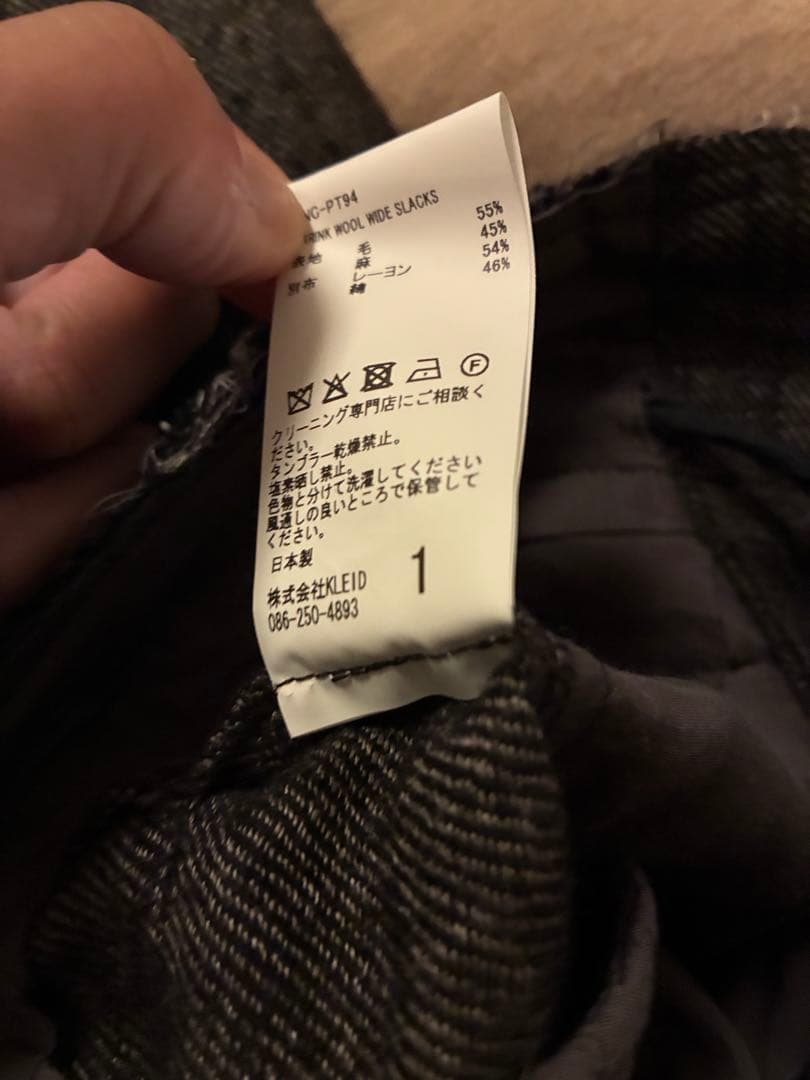 -PT94
WOOL WIDE SLACKS
表地 毛 55%
麻 45%
別布 レーヨン 54%
綿 46%
F
クリーニング専門店にご相談く
ださい。
タンブラー乾燥禁止。
塩素晒し禁止。
色物と分けて洗濯してください
風通しの良いところで保管して
ください。
日本製
株式会社KLEID
086-250-4893
1